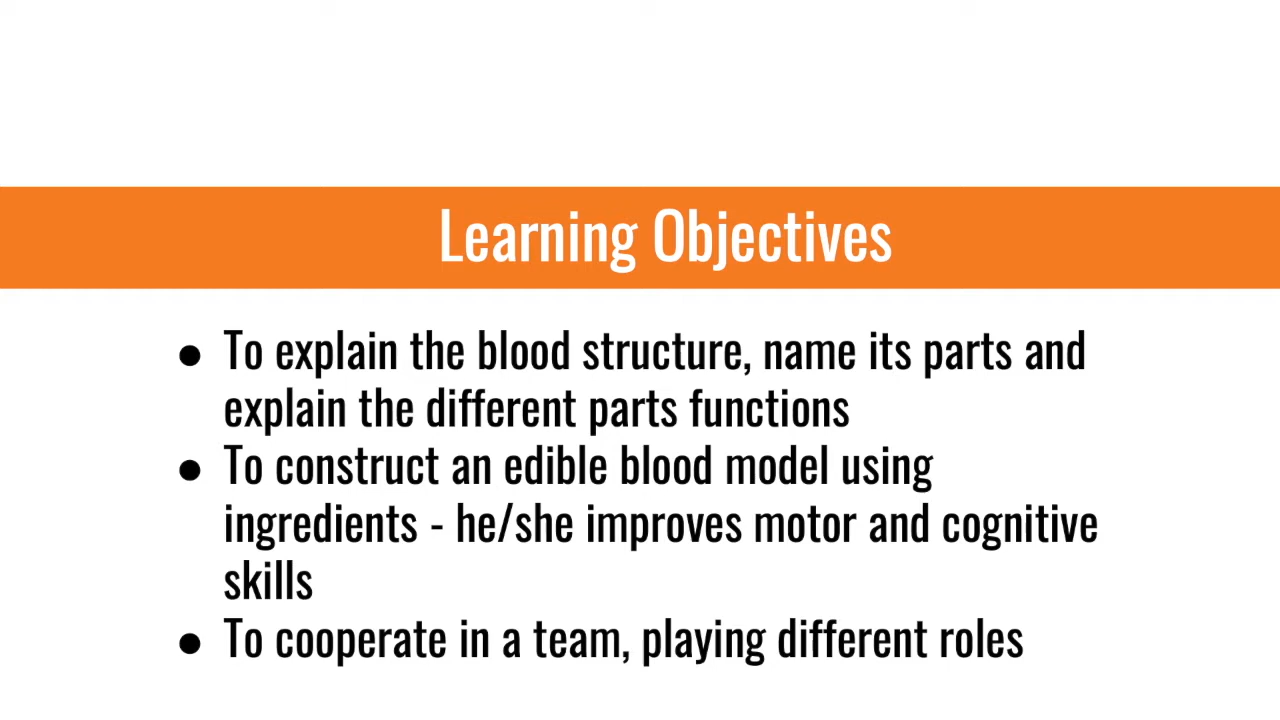 Learning Objectives
● To explain the blood structure, name its parts and
explain the different parts functions
● To construct an edible blood model using
ingredients - he/she improves motor and cognitive
skills
● To cooperate in a team, playing different roles